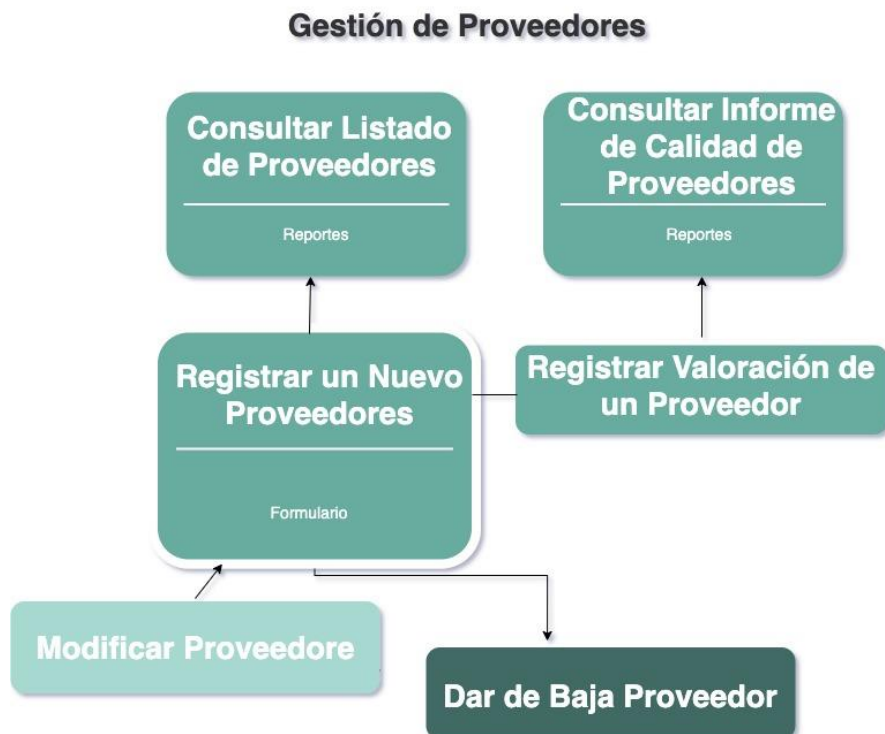 Gestión de Proveedores
Consultar Listado
de Proveedores
Reportes
Consultar Informe
de Calidad de
Proveedores
Reportes
Registrar un Nuevo
Proveedores
Formulario
Registrar Valoración de
un Proveedor
Modificar Proveedore
Dar de Baja Proveedor